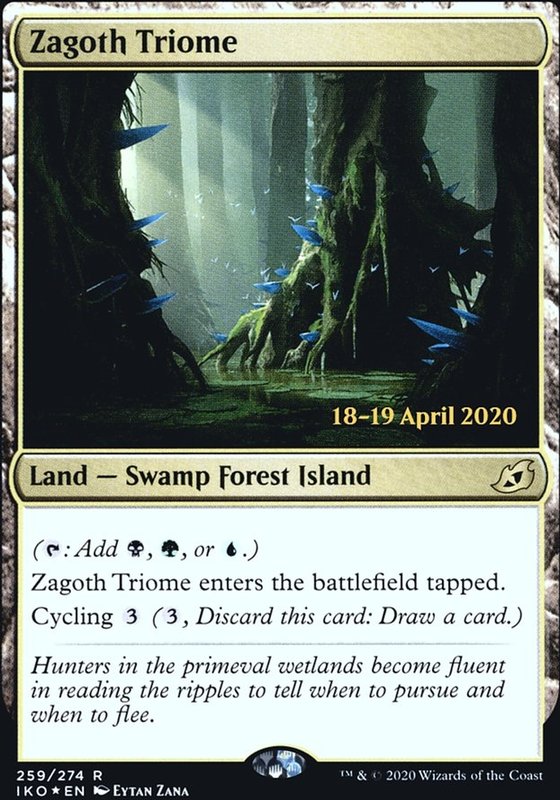 Zagoth Triome
18–19 April 2020
Land — Swamp Forest Island
( : Add , , or .)
Zagoth Triome enters the battlefield tapped.
Cycling 3 ( 3 , Discard this card: Draw a card.)
Hunters in the primeval wetlands become fluent
in reading the ripples to tell when to pursue and
when to flee.
259/274 R
IKO ★ EN Eytan Zana
™ & © 2020 Wizards of the Coast